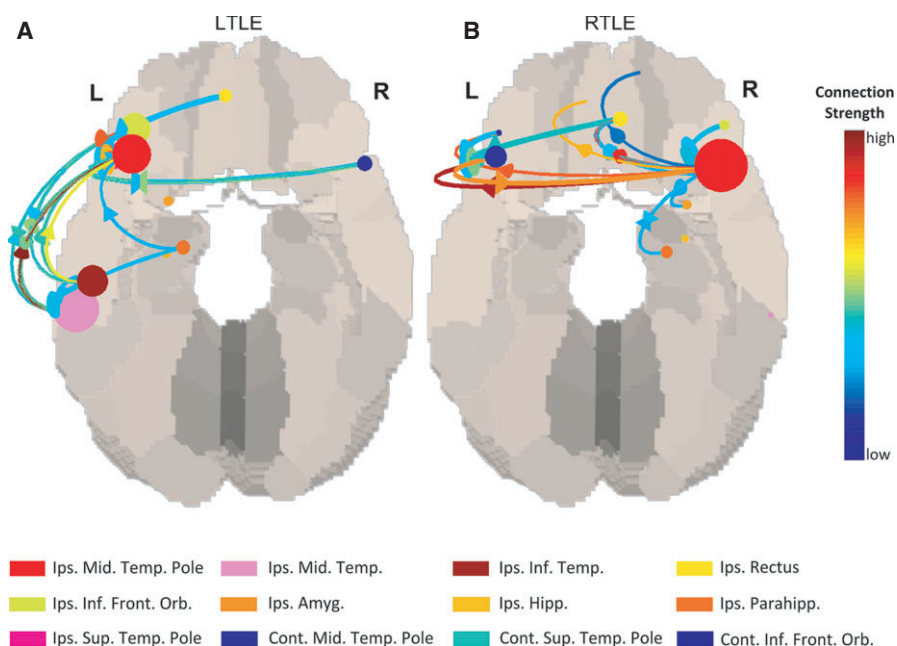 A
LTLE
B
RTLE
L
R
L
R
Connection
Strength
high
low
Ips. Mid. Temp. Pole
Ips. Mid. Temp.
Ips. Inf. Temp.
Ips. Rectus
Ips. Inf. Front. Orb.
Ips. Amyg.
Ips. Hipp.
Ips. Parahipp.
Ips. Sup. Temp. Pole
Cont. Mid. Temp. Pole
Cont. Sup. Temp. Pole
Cont. Inf. Front. Orb.